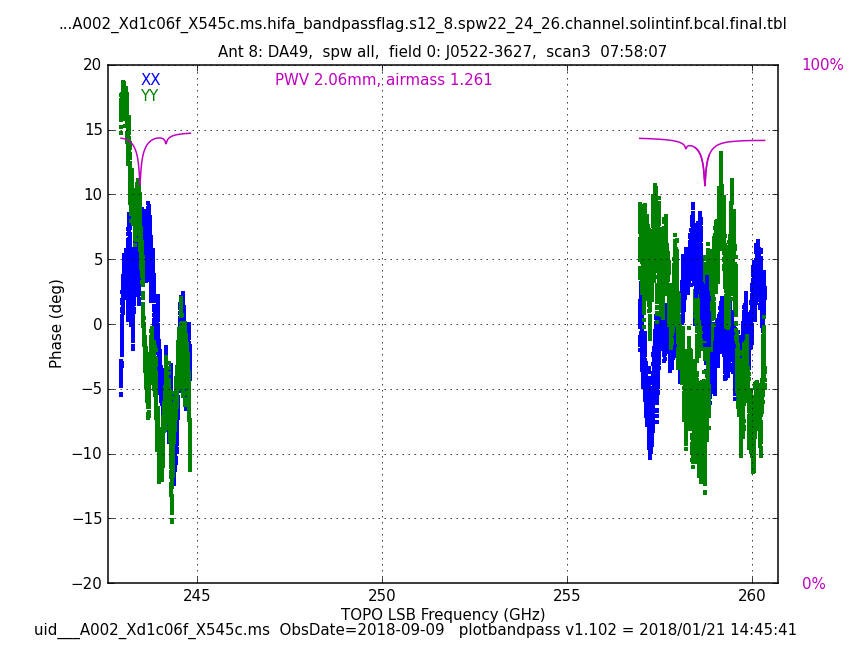 ...A002_Xd1c06f_X545c.ms.hifa_bandpassflag.s12_8.spw22_24_26.channel.solintinf.bcal.final.tbl
Ant 8: DA49,  spw all,  field 0: J0522-3627,  scan3  07:58:07
20
100%
XX
PWV 2.06mm, airmass 1.261
YY
15
10
5
0
−5
−10
−15
−20
0%
Phase (deg)
245
250
255
260
TOPO LSB Frequency (GHz)
uid___A002_Xd1c06f_X545c.ms  ObsDate=2018-09-09   plotbandpass v1.102 = 2018/01/21 14:45:41